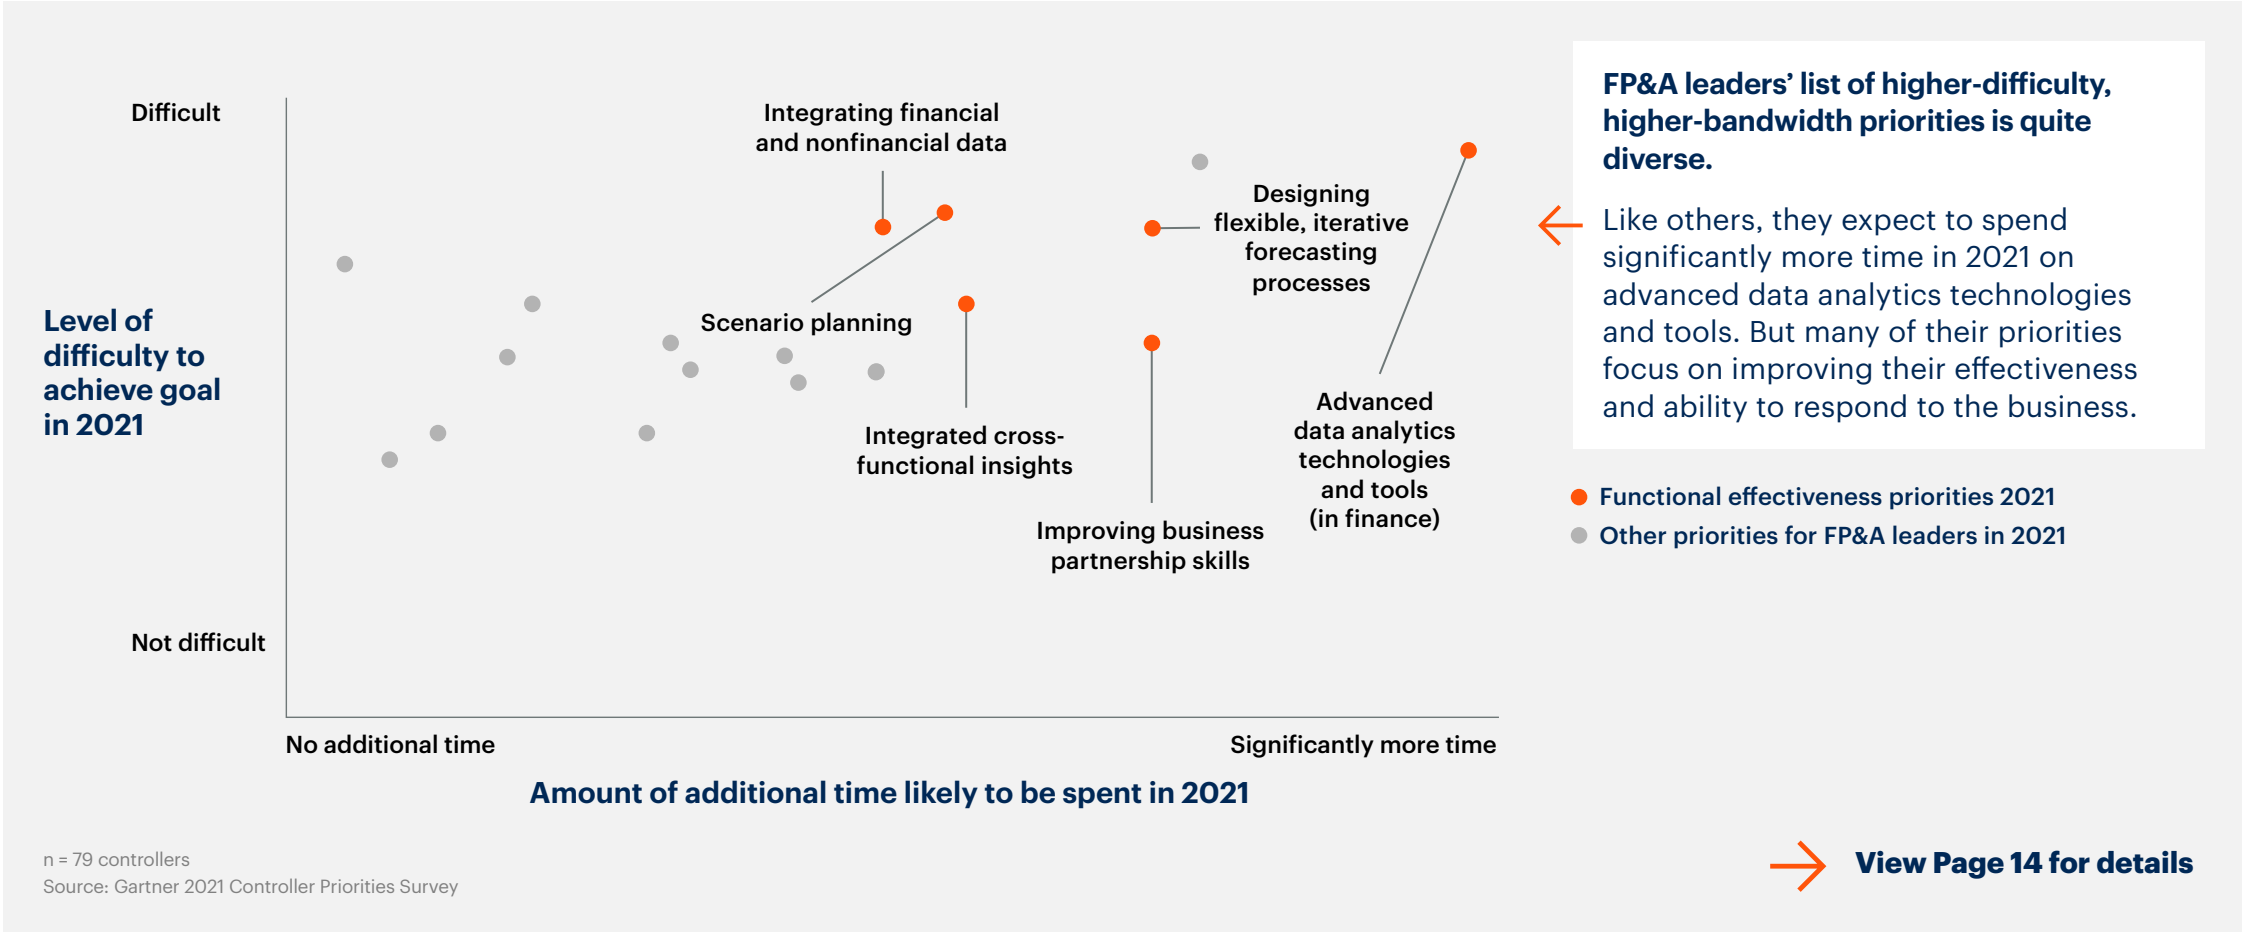 Difficult
Level of
difficulty to
achieve goal
in 2021
Not difficult
Integrating financial
and nonfinancial data
Scenario planning
Integrated cross-
functional insights
Designing
flexible, iterative
forecasting
processes
Improving business
partnership skills
Advanced
data analytics
technologies
and tools
(in finance)
No additional time
Significantly more time
Amount of additional time likely to be spent in 2021
FP&A leaders’ list of higher-difficulty,
higher-bandwidth priorities is quite
diverse.
Like others, they expect to spend
significantly more time in 2021 on
advanced data analytics technologies
and tools. But many of their priorities
focus on improving their effectiveness
and ability to respond to the business.
Functional effectiveness priorities 2021
Other priorities for FP&A leaders in 2021
n = 79 controllers
Source: Gartner 2021 Controller Priorities Survey
View Page 14 for details